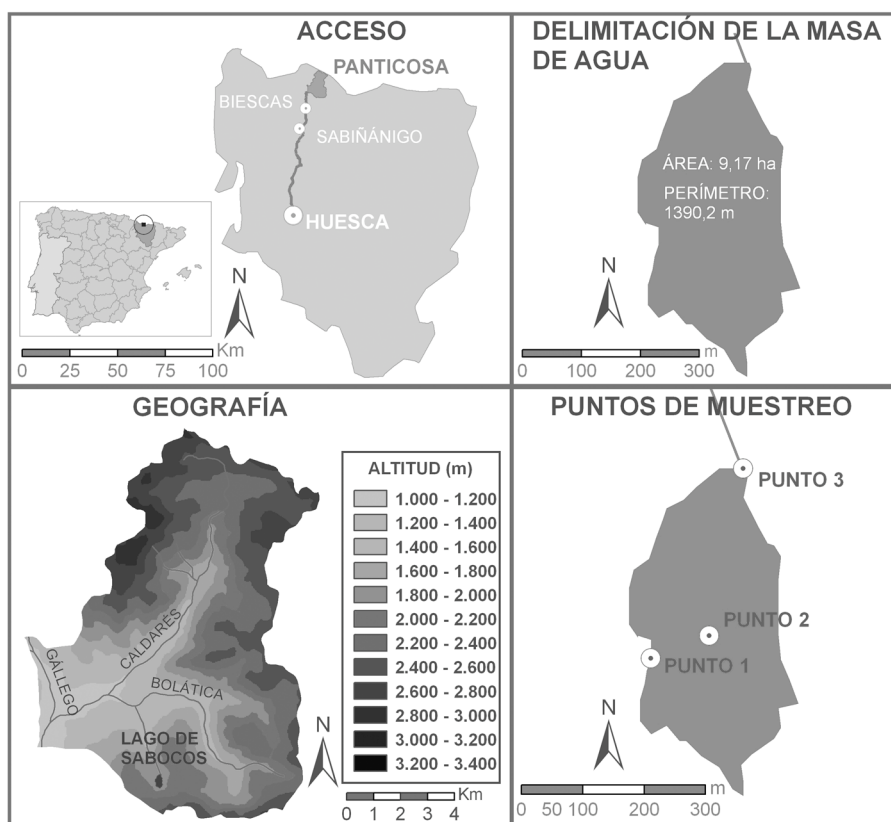 ACCESO
PANTICOSA
BIESCAS
SABIÑÁNIGO
HUESCA
N
Km
0 25 50 75 100
DELIMITACIÓN DE LA MASA
DE AGUA
ÁREA: 9,17 ha
PERÍMETRO:
1390,2 m
N
m
0 100 200 300
GEOGRAFÍA
CALDARÉS
GÁLLEGO
BOLÁTICA
LAGO DE
SABOCOS
N
ALTITUD (m)
1.000 - 1.200
1.200 - 1.400
1.400 - 1.600
1.600 - 1.800
1.800 - 2.000
2.000 - 2.200
2.200 - 2.400
2.400 - 2.600
2.600 - 2.800
2.800 - 3.000
3.000 - 3.200
3.200 - 3.400
Km
0 1 2 3 4
PUNTOS DE MUESTREO
PUNTO 3
PUNTO 2
PUNTO 1
N
m
0 50 100 200 300